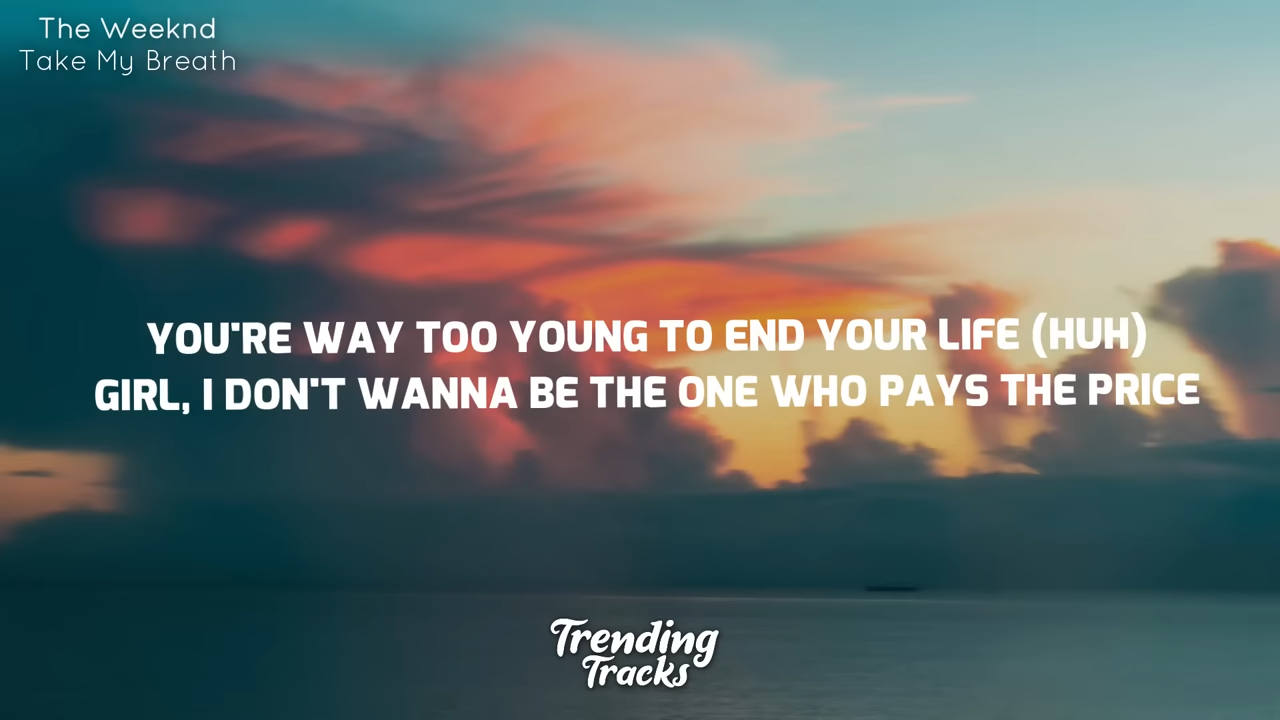 The Weeknd
Take My Breath
YOU'RE WAY TOO YOUNG TO END YOUR LIFE (HUH)
GIRL, I DON'T WANNA BE THE ONE WHO PAYS THE PRICE
Trending
Tracks